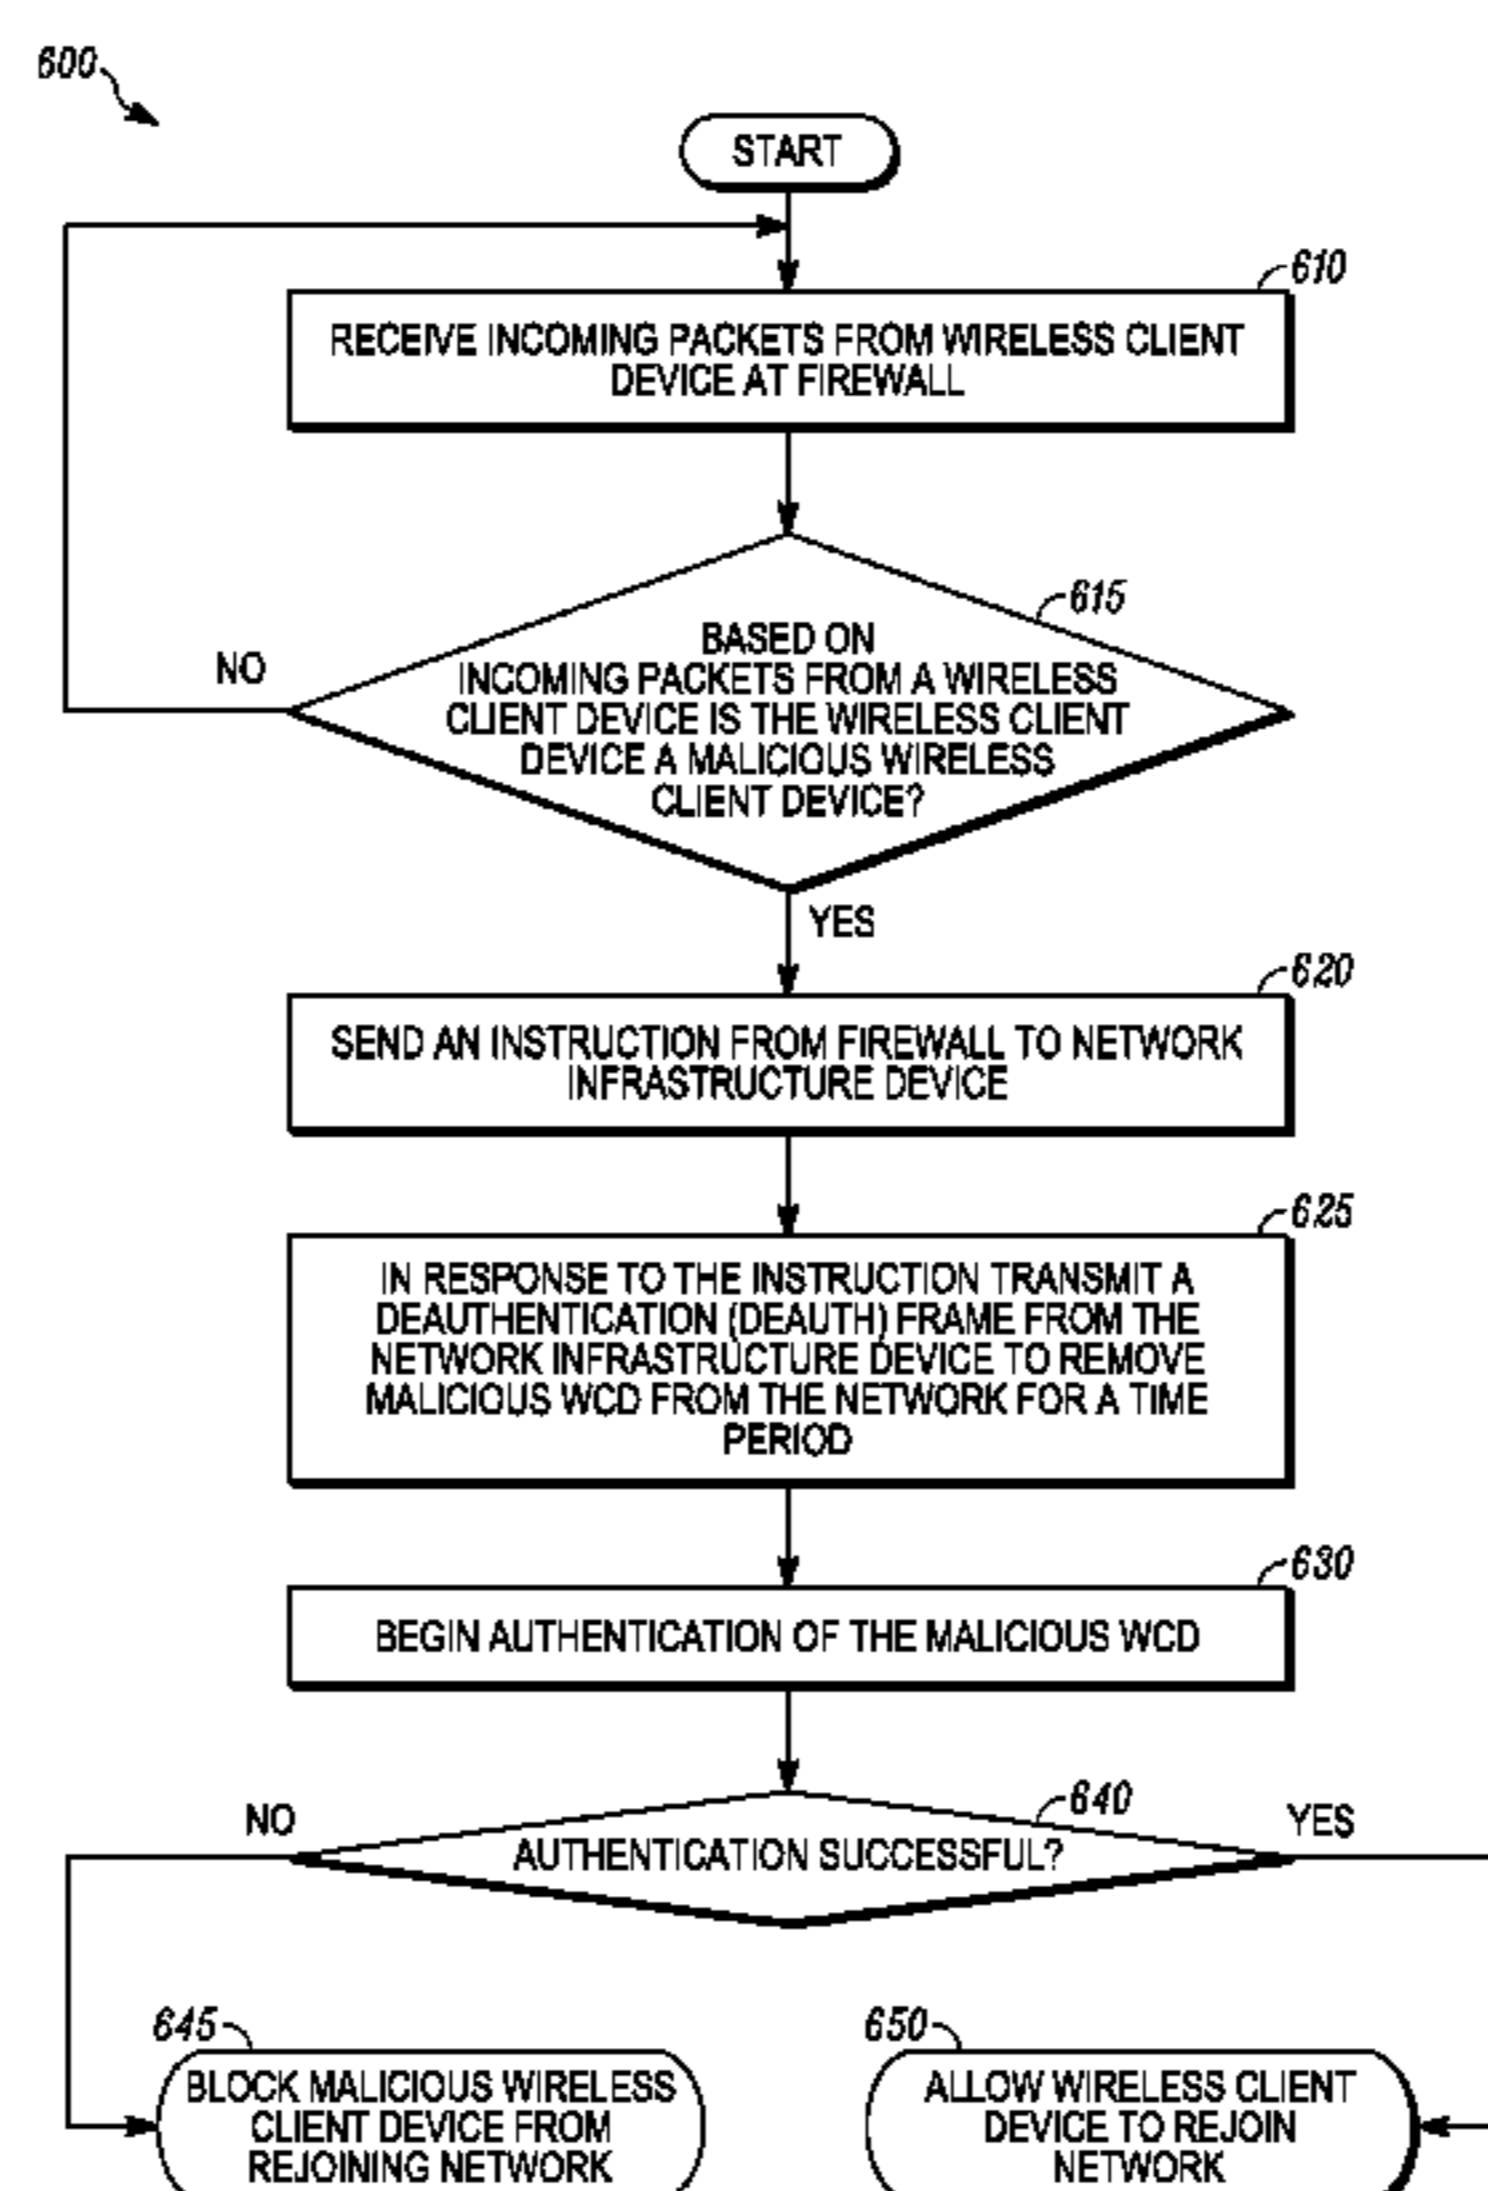 600
START
610
RECEIVE INCOMING PACKETS FROM WIRELESS CLIENT
DEVICE AT FIREWALL
615
BASED ON
INCOMING PACKETS FROM A WIRELESS
CLIENT DEVICE IS THE WIRELESS CLIENT
DEVICE A MALICIOUS WIRELESS
CLIENT DEVICE?
NO
YES
620
SEND AN INSTRUCTION FROM FIREWALL TO NETWORK
INFRASTRUCTURE DEVICE
625
IN RESPONSE TO THE INSTRUCTION TRANSMIT A
DEAUTHENTICATION (DEAUTH) FRAME FROM THE
NETWORK INFRASTRUCTURE DEVICE TO REMOVE
MALICIOUS WCD FROM THE NETWORK FOR A TIME
PERIOD
630
BEGIN AUTHENTICATION OF THE MALICIOUS WCD
640
NO
AUTHENTICATION SUCCESSFUL?
YES
645
BLOCK MALICIOUS WIRELESS
CLIENT DEVICE FROM
REJOINING NETWORK
650
ALLOW WIRELESS CLIENT
DEVICE TO REJOIN
NETWORK